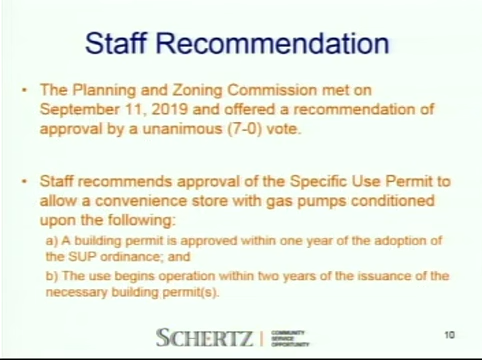 Staff Recommendation
• The Planning and Zoning Commission met on
September 11, 2019 and offered a recommendation of
approval by a unanimous (7-0) vote.
• Staff recommends approval of the Specific Use Permit to
allow a convenience store with gas pumps conditioned
upon the following:
a) A building permit is approved within one year of the adoption of
the SUP ordinance; and
b) The use begins operation within two years of the issuance of the
necessary building permit(s).
SCHERTZ | COMMUNITY
SERVICE
OPPORTUNITY
10